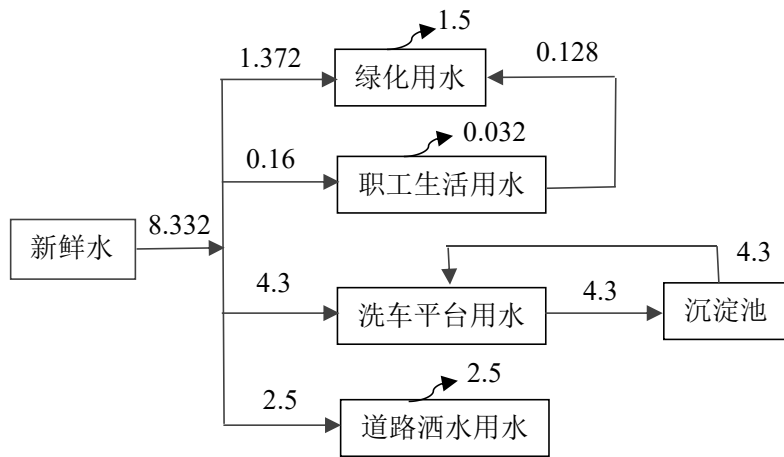 1.5
1.372
绿化用水
0.128
0.032
0.16
职工生活用水
新鲜水
8.332
4.3
洗车平台用水
4.3
沉淀池
4.3
2.5
2.5
道路洒水用水